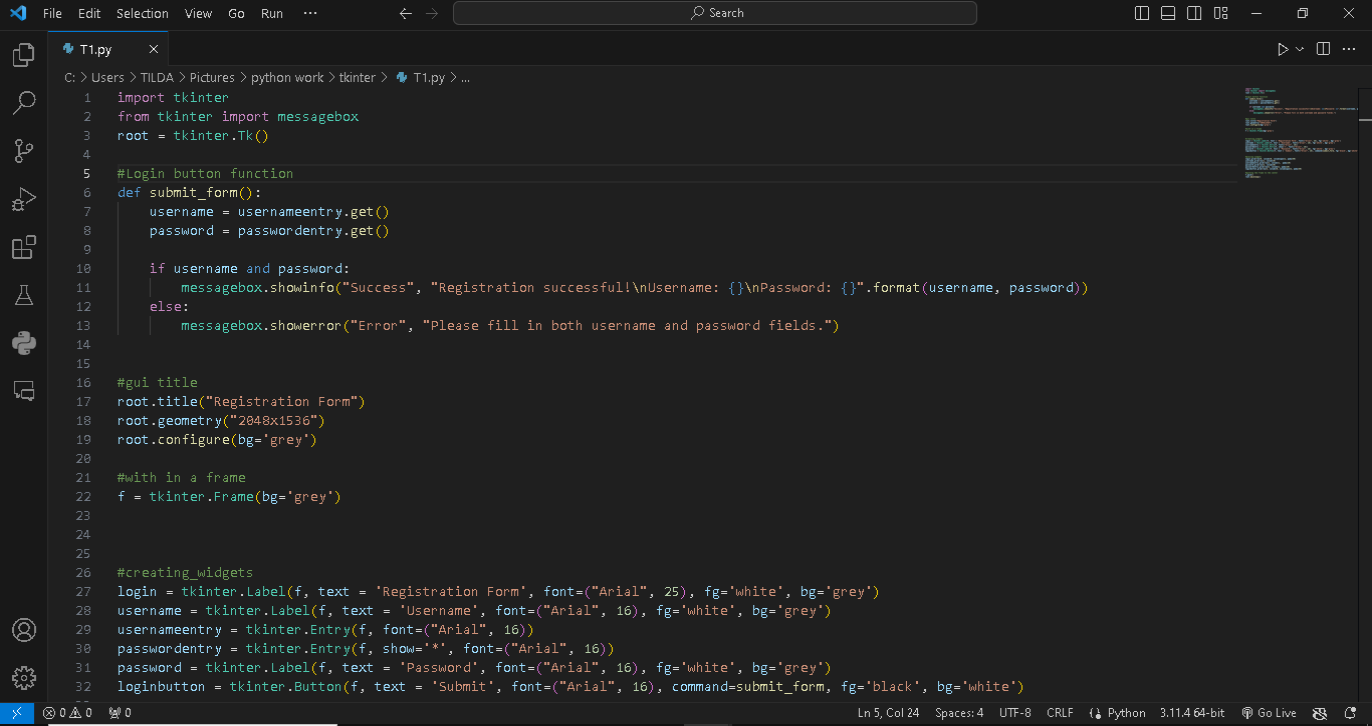 File Edit Selection View Go Run ··· Search
T1.py
C: > Users > TILDA > Pictures > python work > tkinter > T1.py > ...
1 import tkinter
2 from tkinter import messagebox
3 root = tkinter.Tk()
4
5 #Login button function
6 def submit_form():
7 username = usernameentry.get()
8 password = passwordentry.get()
9
10 if username and password:
11 messagebox.showinfo("Success", "Registration successful!\nUsername: {}\nPassword: {}".format(username, password))
12 else:
13 messagebox.showerror("Error", "Please fill in both username and password fields.")
14
15
16 #gui title
17 root.title("Registration Form")
18 root.geometry("2048x1536")
19 root.configure(bg='grey')
20
21 #with in a frame
22 f = tkinter.Frame(bg='grey')
23
24
25
26 #creating_widgets
27 login = tkinter.Label(f, text = 'Registration Form', font=("Arial", 25), fg='white', bg='grey')
28 username = tkinter.Label(f, text = 'Username', font=("Arial", 16), fg='white', bg='grey')
29 usernameentry = tkinter.Entry(f, font=("Arial", 16))
30 passwordentry = tkinter.Entry(f, show='*', font=("Arial", 16))
31 password = tkinter.Label(f, text = 'Password', font=("Arial", 16), fg='white', bg='grey')
32 loginbutton = tkinter.Button(f, text = 'Submit', font=("Arial", 16), command=submit_form, fg='black', bg='white')
0 0 0 Ln 5, Col 24 Spaces: 4 UTF-8 CRLF Python 3.11.4 64-bit Go Live